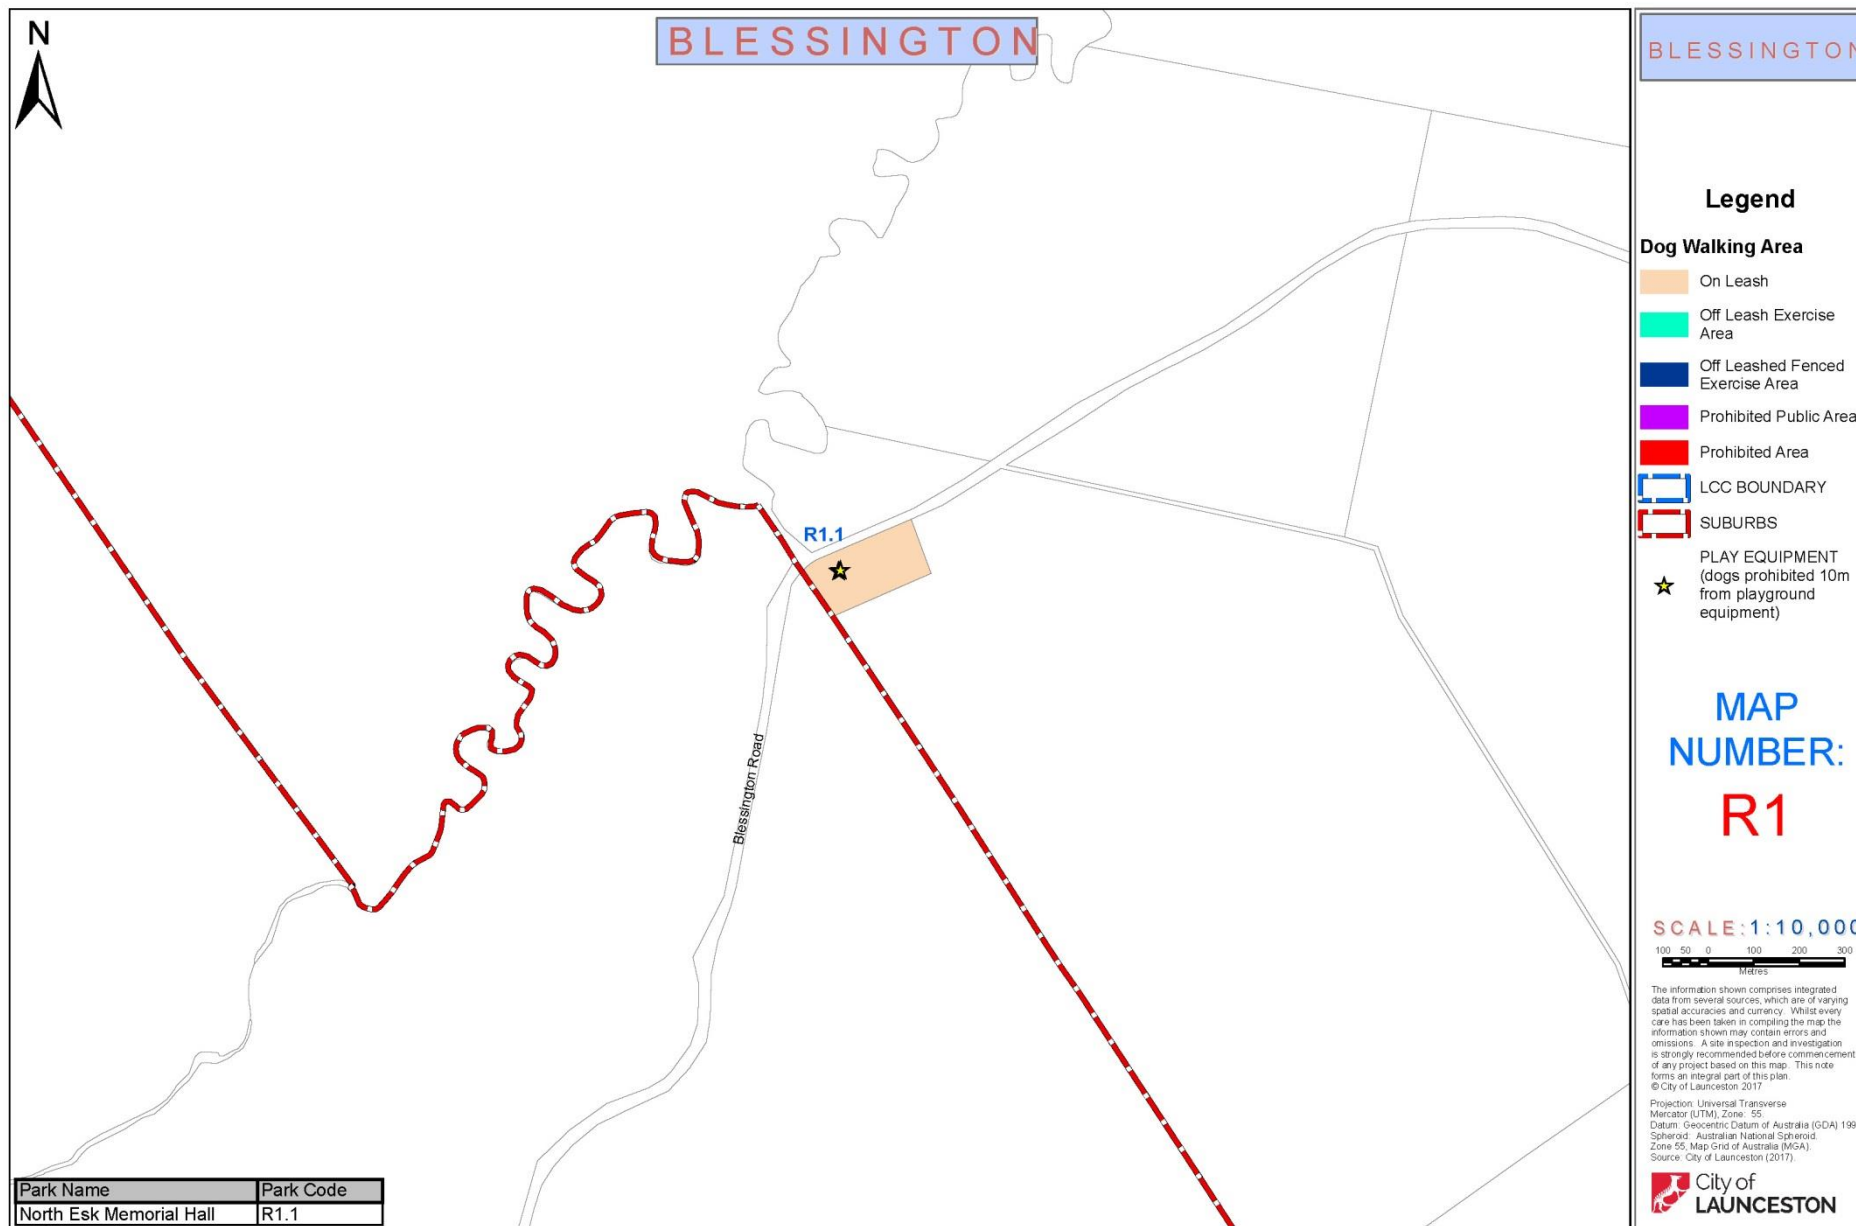 N
BLESSINGTON
R1.1
Blessington Road
Park Name Park Code
North Esk Memorial Hall R1.1
BLESSINGTON
Legend
Dog Walking Area
On Leash
Off Leash Exercise
Area
Off Leashed Fenced
Exercise Area
Prohibited Public Area
Prohibited Area
LCC BOUNDARY
SUBURBS
PLAY EQUIPMENT
(dogs prohibited 10m
from playground
equipment)
MAP
NUMBER:
R1
SCALE:1:10,000
100 50 0 100 200 300
Metres
The information shown comprises integrated
data from several sources, which are of varying
spatial accuracies and currency. Whilst every
care has been taken in compiling the map the
information shown may contain errors and
omissions. A site inspection and investigation
is strongly recommended before commencement
of any project based on this map. This note
forms an integral part of this plan.
© City of Launceston 2017
Projection: Universal Transverse
Mercator (UTM), Zone: 55.
Datum: Geocentric Datum of Australia (GDA) 199
Spheroid: Australian National Spheroid.
Zone 55, Map Grid of Australia (MGA).
Source: City of Launceston (2017).
City of
LAUNCESTON